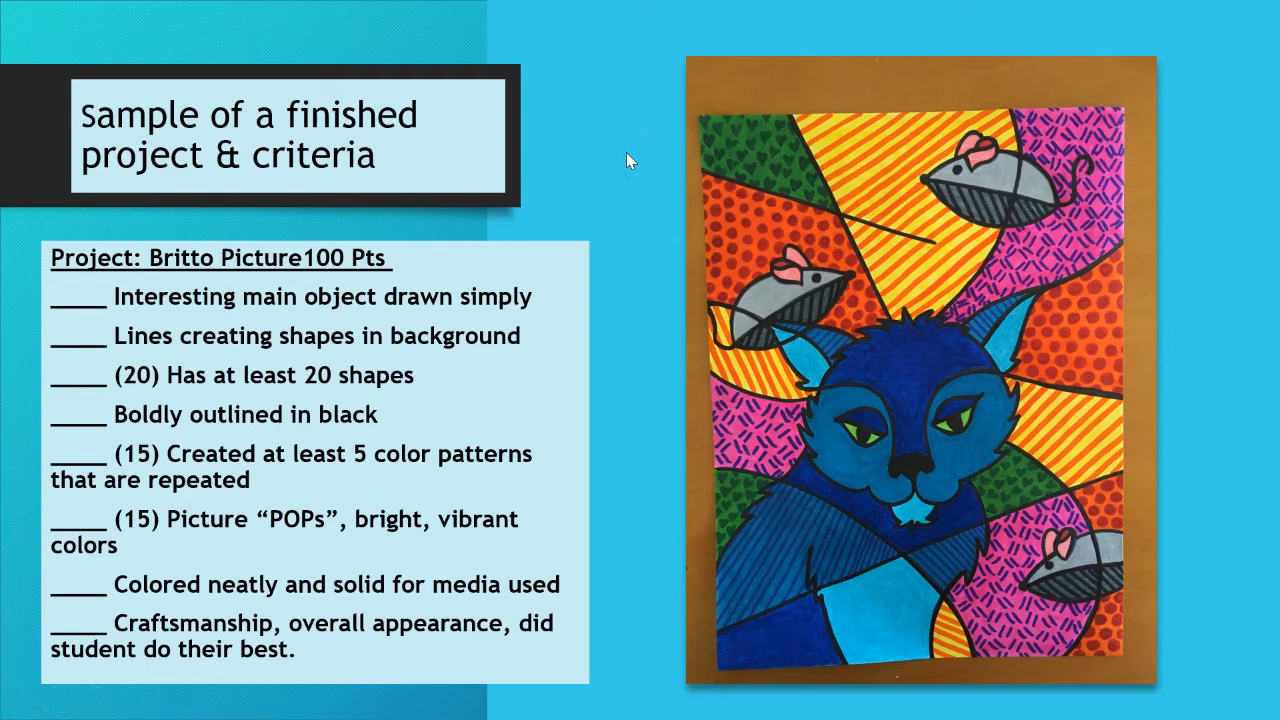 Sample of a finished
project & criteria
Project: Britto Picture100 Pts
_____ Interesting main object drawn simply
_____ Lines creating shapes in background
_____ (20) Has at least 20 shapes
_____ Boldly outlined in black
_____ (15) Created at least 5 color patterns
that are repeated
_____ (15) Picture “POPs”, bright, vibrant
colors
_____ Colored neatly and solid for media used
_____ Craftsmanship, overall appearance, did
student do their best.